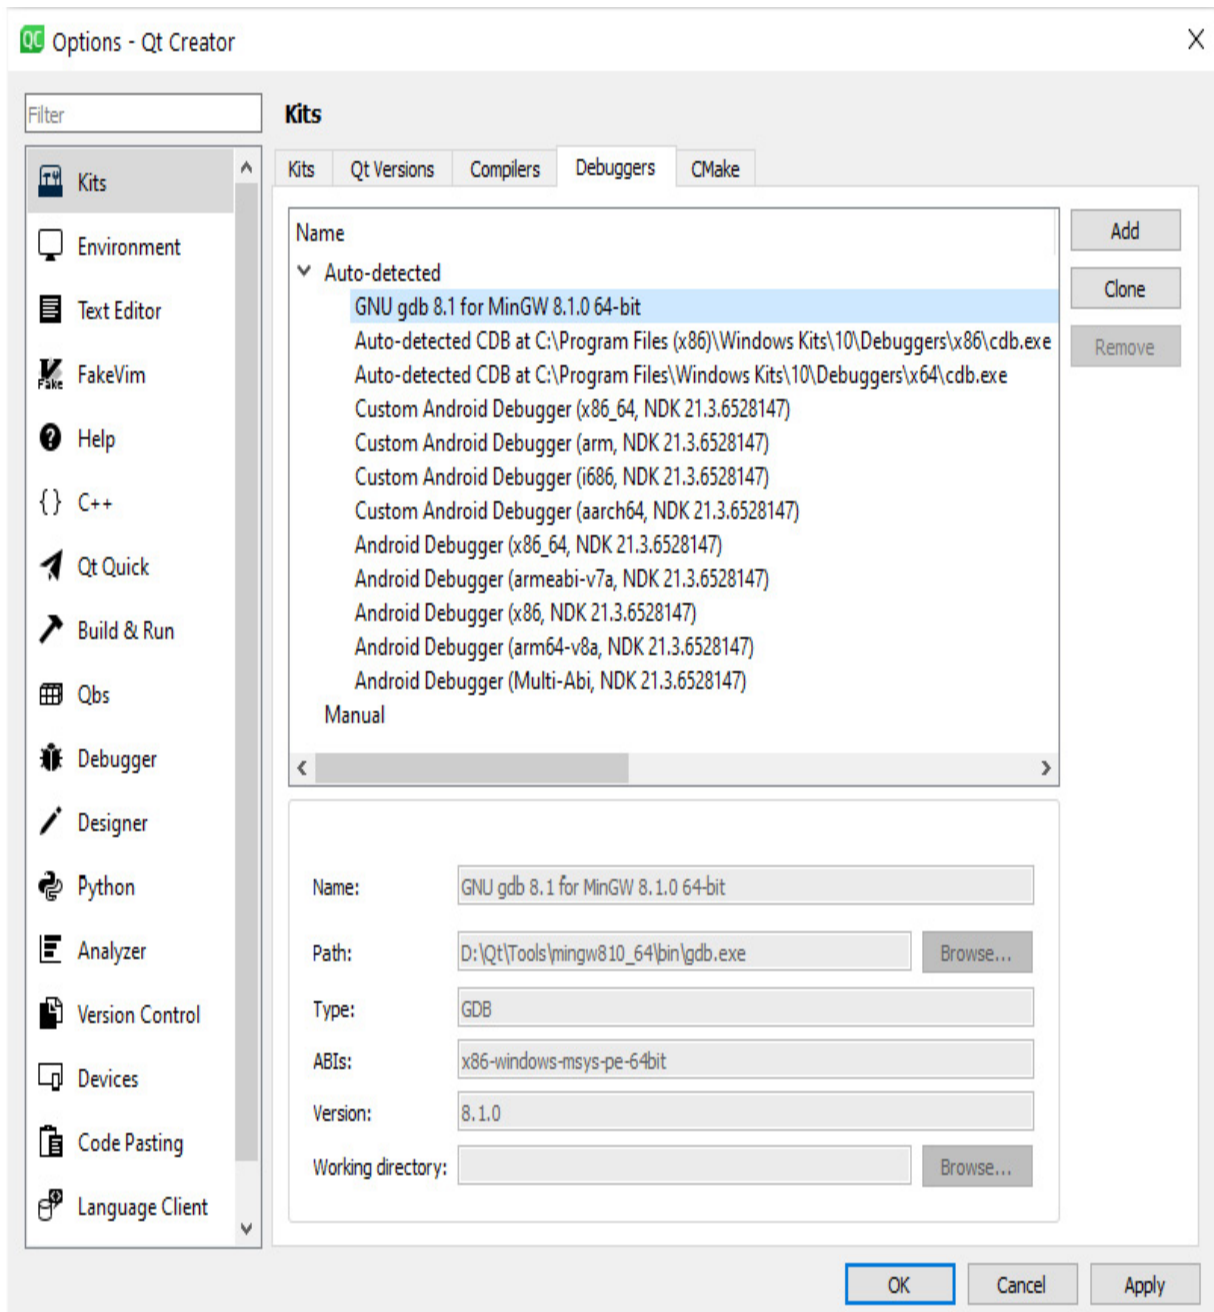 QC Options - Qt Creator
Filter
Kits
Kits
Environment
Text Editor
Fake
FakeVim
Help
{} C++
Qt Quick
Build & Run
Qbs
Debugger
Designer
Python
Analyzer
Version Control
Devices
Code Pasting
Language Client
Kits Qt Versions Compilers Debuggers CMake
Name
Auto-detected
GNU gdb 8.1 for MinGW 8.1.0 64-bit
Auto-detected CDB at C:\Program Files (x86)\Windows Kits\10\Debuggers\x86\cdb.exe
Auto-detected CDB at C:\Program Files\Windows Kits\10\Debuggers\x64\cdb.exe
Custom Android Debugger (x86_64, NDK 21.3.6528147)
Custom Android Debugger (arm, NDK 21.3.6528147)
Custom Android Debugger (i686, NDK 21.3.6528147)
Custom Android Debugger (aarch64, NDK 21.3.6528147)
Android Debugger (x86_64, NDK 21.3.6528147)
Android Debugger (armeabi-v7a, NDK 21.3.6528147)
Android Debugger (x86, NDK 21.3.6528147)
Android Debugger (arm64-v8a, NDK 21.3.6528147)
Android Debugger (Multi-Abi, NDK 21.3.6528147)
Manual
Add
Clone
Remove
Name: GNU gdb 8.1 for MinGW 8.1.0 64-bit
Path: D:\Qt\Tools\mingw810_64\bin\gdb.exe Browse...
Type: GDB
ABIs: x86-windows-msys-pe-64bit
Version: 8.1.0
Working directory: Browse...
OK Cancel Apply